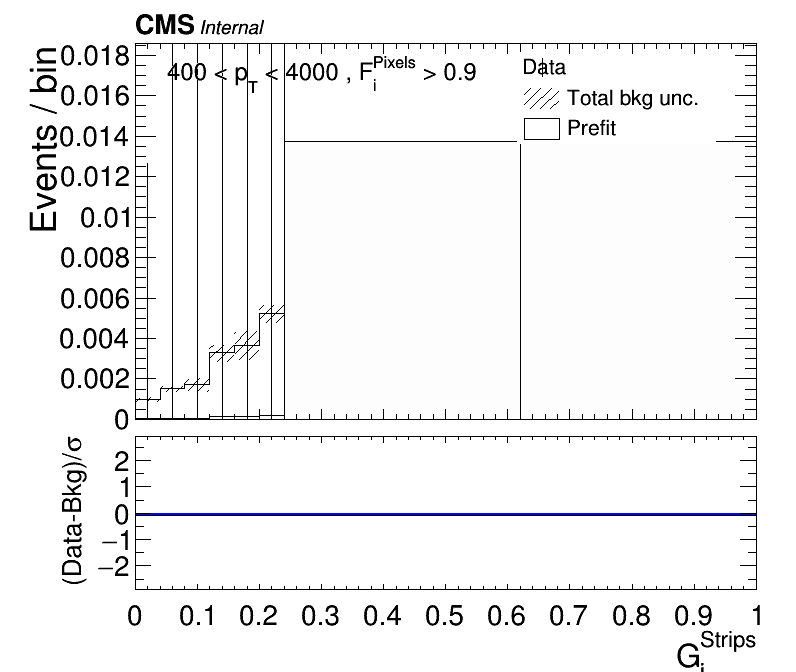 CMS Internal
Events / bin
0.018
0.016
0.014
0.012
0.01
0.008
0.006
0.004
0.002
0
400 < p_T < 4000 , F_i^Pixels > 0.9
Data
Total bkg unc.
Prefit
(Data-Bkg)/σ
2
1
0
−1
−2
0 0.1 0.2 0.3 0.4 0.5 0.6 0.7 0.8 0.9 1
G_i^Strips